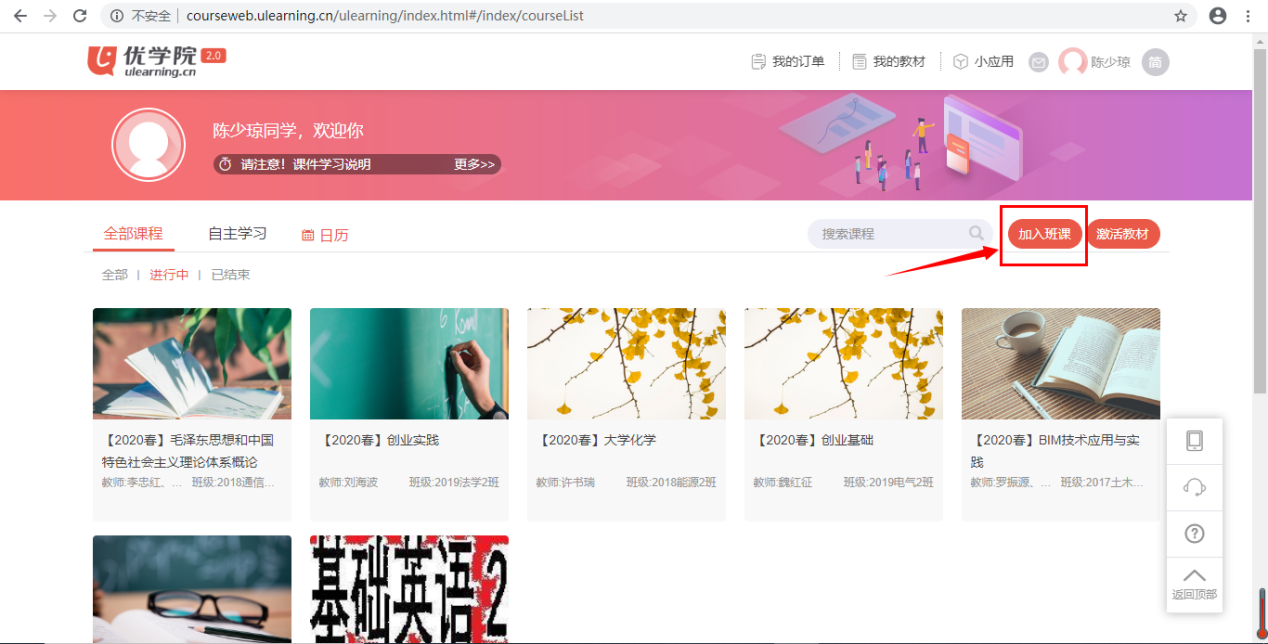 不安全 | courseweb.ulearning.cn/ulearning/index.html#/index/courseList
优学院 2.0
ulearning.cn
我的订单 我的教材 小应用 陈少琼 简
陈少琼同学，欢迎你
请注意！课件学习说明 更多>>
全部课程 自主学习 日历 搜索课程 加入班课 激活教材
全部 | 进行中 | 已结束
【2020春】毛泽东思想和中国特色社会主义理论体系概论
教师:李忠红、... 班级:2018通信...
【2020春】创业实践
教师:刘海波 班级:2019法学2班
【2020春】大学化学
教师:许书瑞 班级:2018能源2班
【2020春】创业基础
教师:魏红征 班级:2019电气2班
【2020春】BIM技术应用与实践
教师:罗振源、... 班级:2017土木...
基础英语2
返回顶部